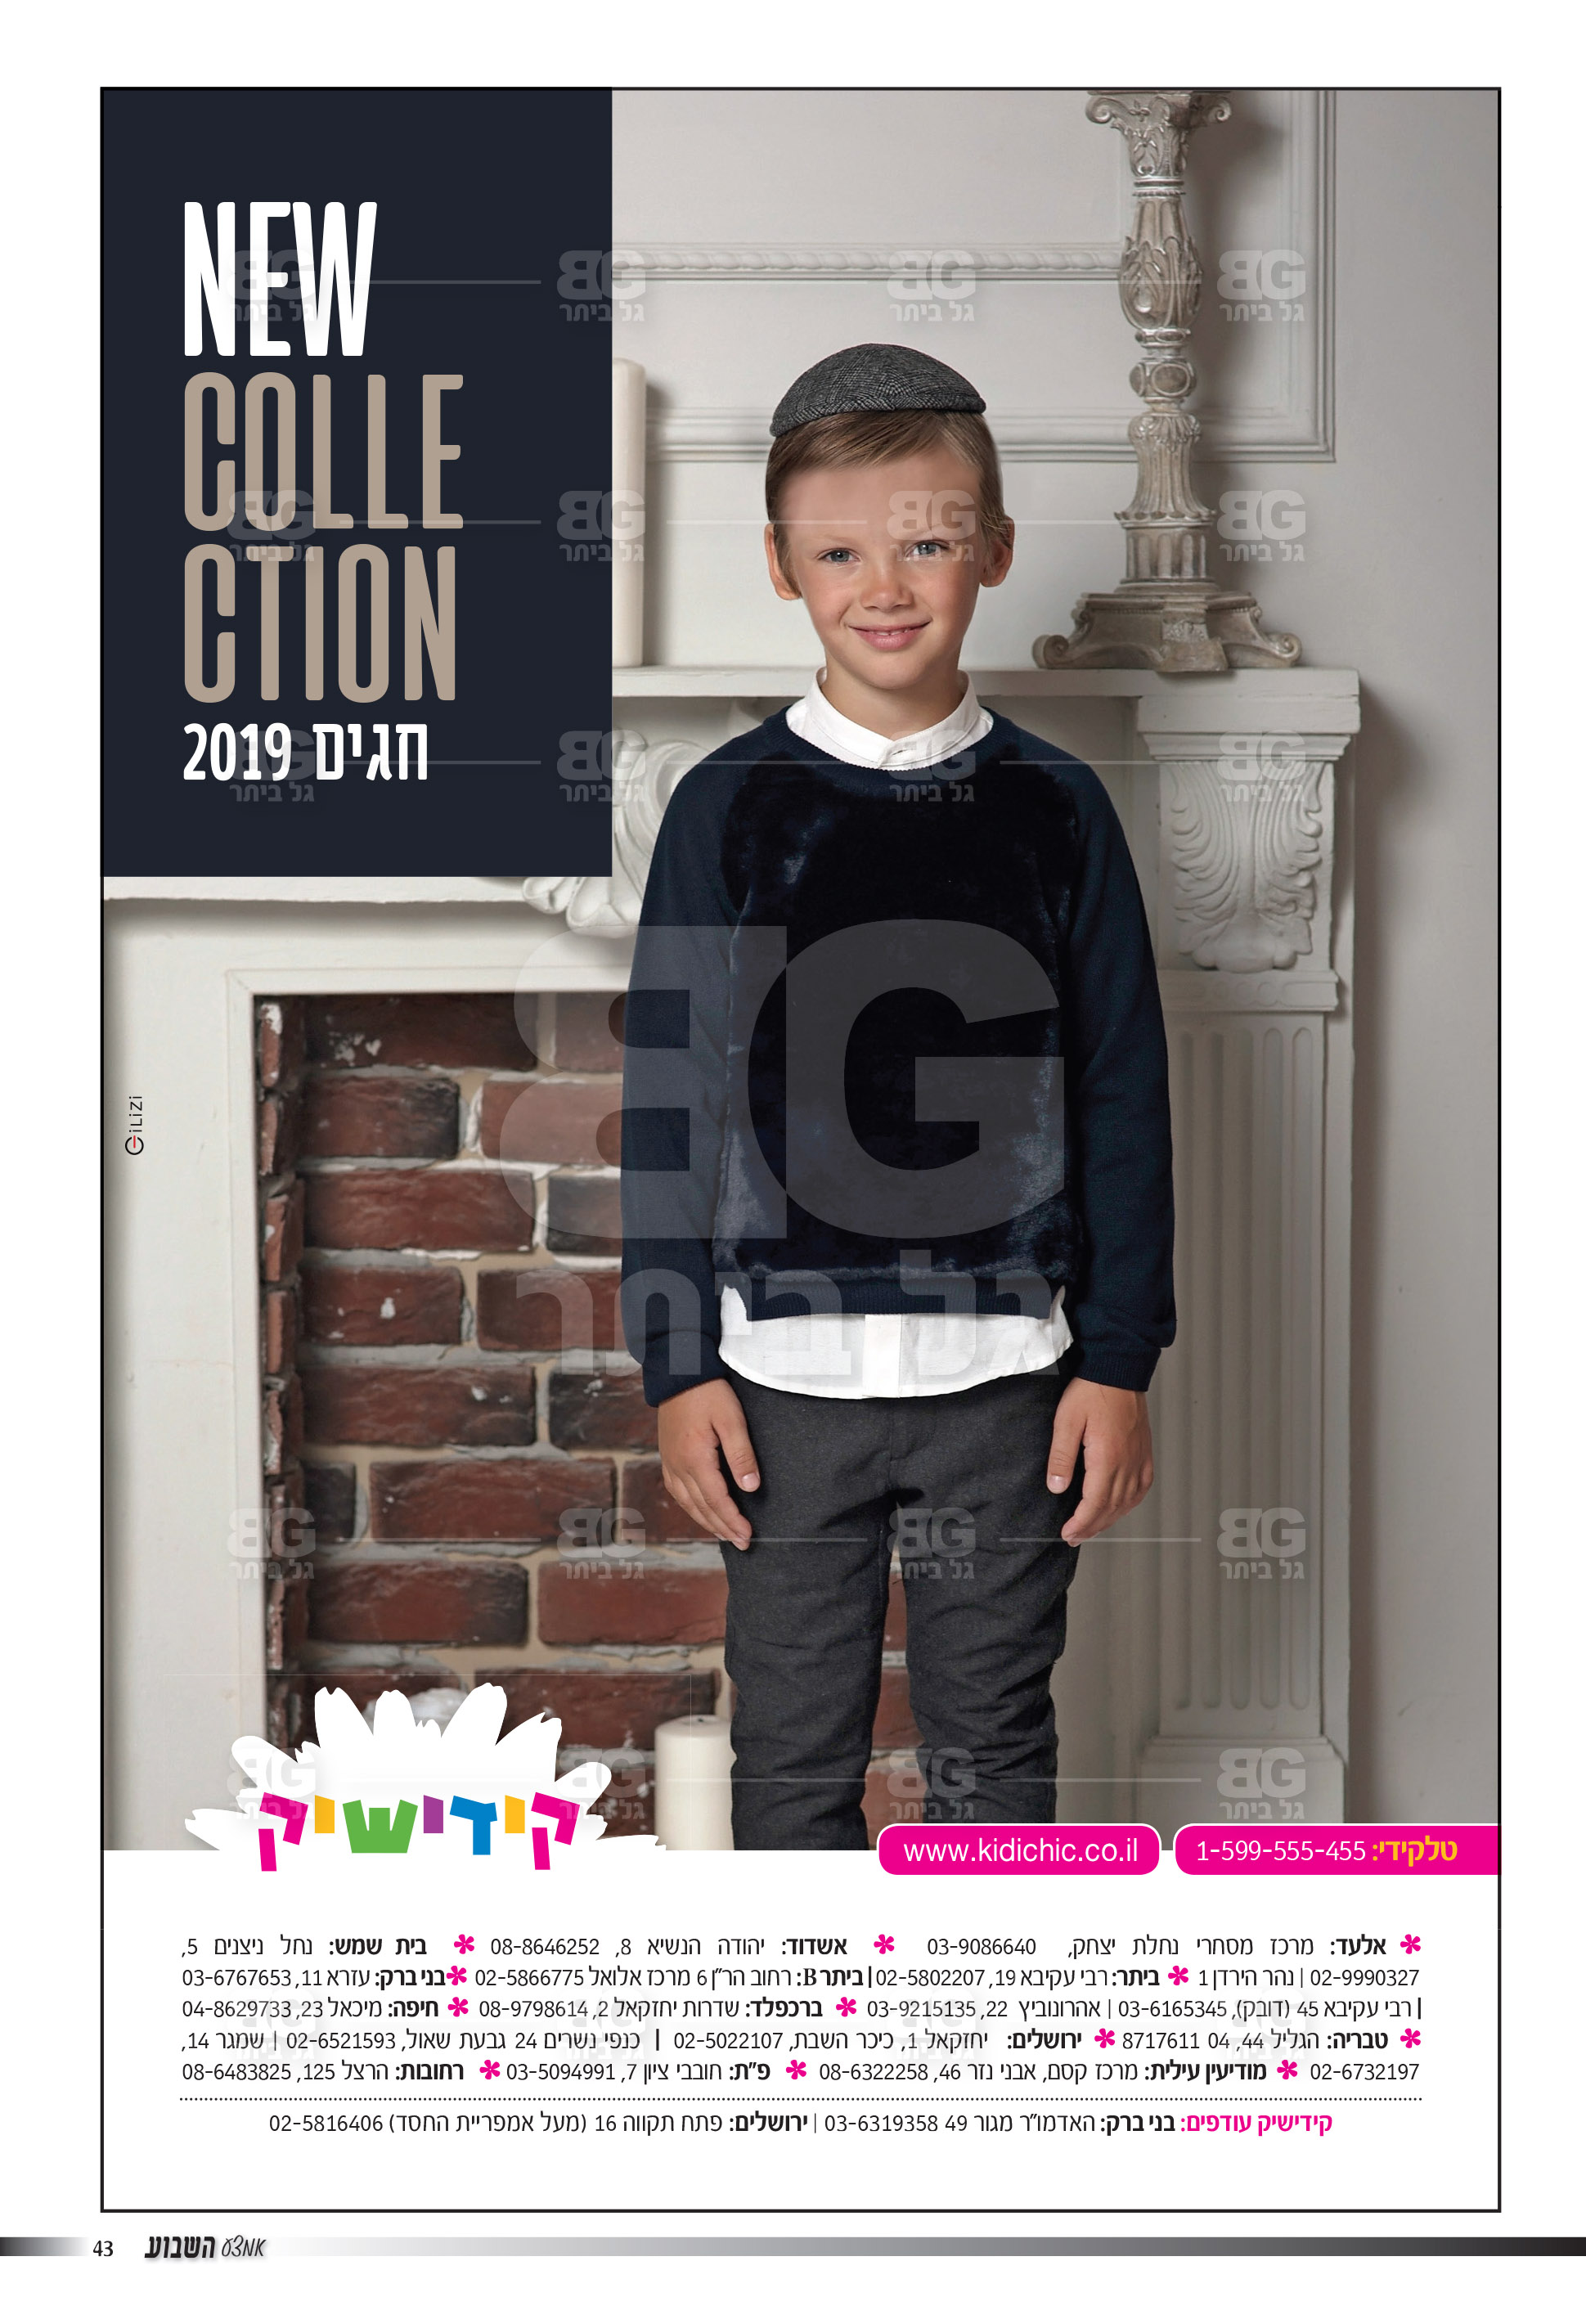 NEW
COLLE
CTION
חגים 2019
GiLiZi
קידישיק
טלקידי: 1-599-555-455
www.kidichic.co.il
* אלעד: מרכז מסחרי נחלת יצחק, 03-9086640 * אשדוד: יהודה הנשיא 8, 08-8646252 * בית שמש: נחל ניצנים 5,
02-9990327 | נהר הירדן 1 * ביתר: רבי עקיבא 19, 02-5802207 | ביתר B: רחוב הר"ן 6 מרכז אלואל 02-5866775 * בני ברק: עזרא 11, 03-6767653
| רבי עקיבא 45 (דובק), 03-6165345 | אהרונוביץ 22, 03-9215135 * ברכפלד: שדרות יחזקאל 2, 08-9798614 * חיפה: מיכאל 23, 04-8629733
* טבריה: הגליל 44, 04 8717611 * ירושלים: יחזקאל 1, כיכר השבת, 02-5022107 | כנפי נשרים 24 גבעת שאול, 02-6521593 | שמגר 14,
02-6732197 * מודיעין עילית: מרכז קסם, אבני נזר 46, 08-6322258 * פ"ת: חובבי ציון 7, 03-5094991 * רחובות: הרצל 125, 08-6483825
קידישיק עודפים: בני ברק: האדמו"ר מגור 49 03-6319358 | ירושלים: פתח תקווה 16 (מעל אמפריית החסד) 02-5816406
BG
גל ביתר
אמצע השבוע
43